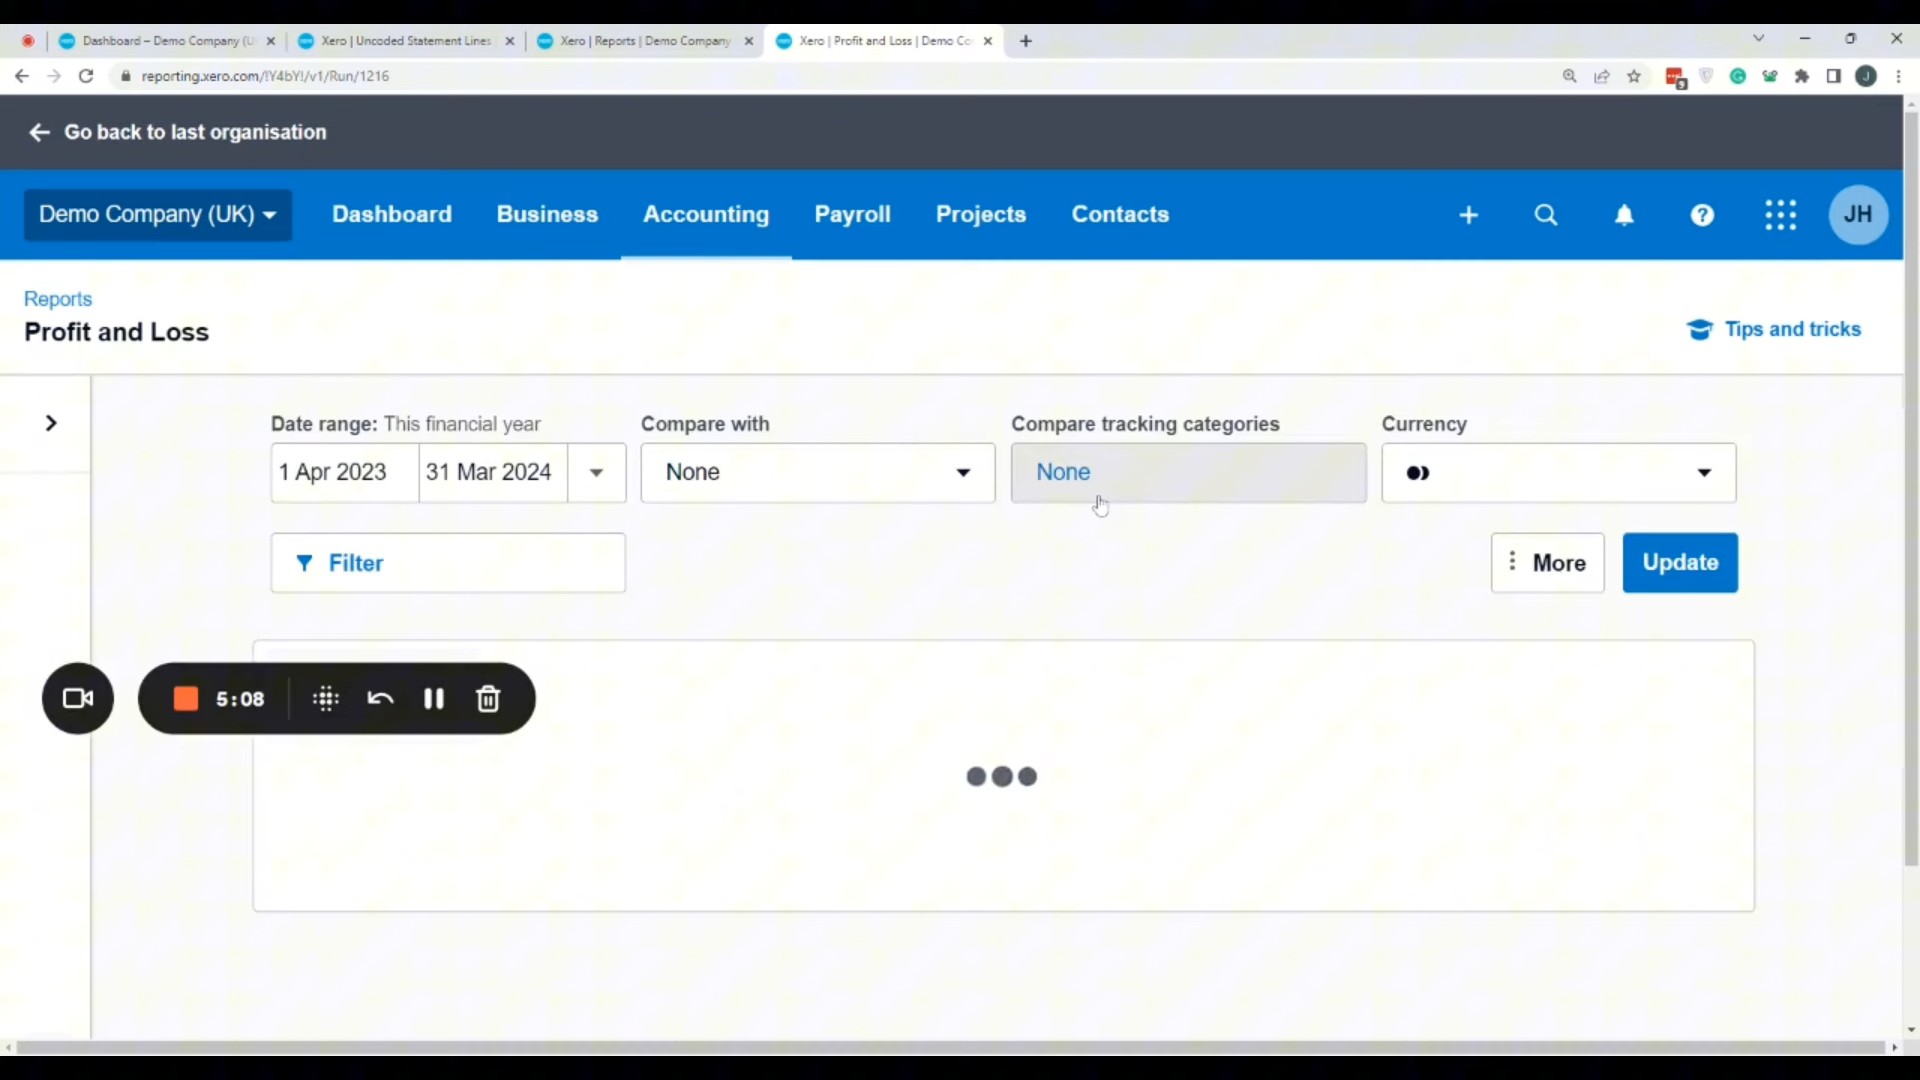 Dashboard – Demo Company (U
Xero | Uncoded Statement Lines
Xero | Reports | Demo Company
Xero | Profit and Loss | Demo Co
reporting.xero.com/!Y4bY!/v1/Run/1216
J
Go back to last organisation
Demo Company (UK)
Dashboard
Business
Accounting
Payroll
Projects
Contacts
JH
Reports
Profit and Loss
Tips and tricks
Date range: This financial year
Compare with
Compare tracking categories
Currency
1 Apr 2023
31 Mar 2024
None
None
Filter
More
Update
5:08